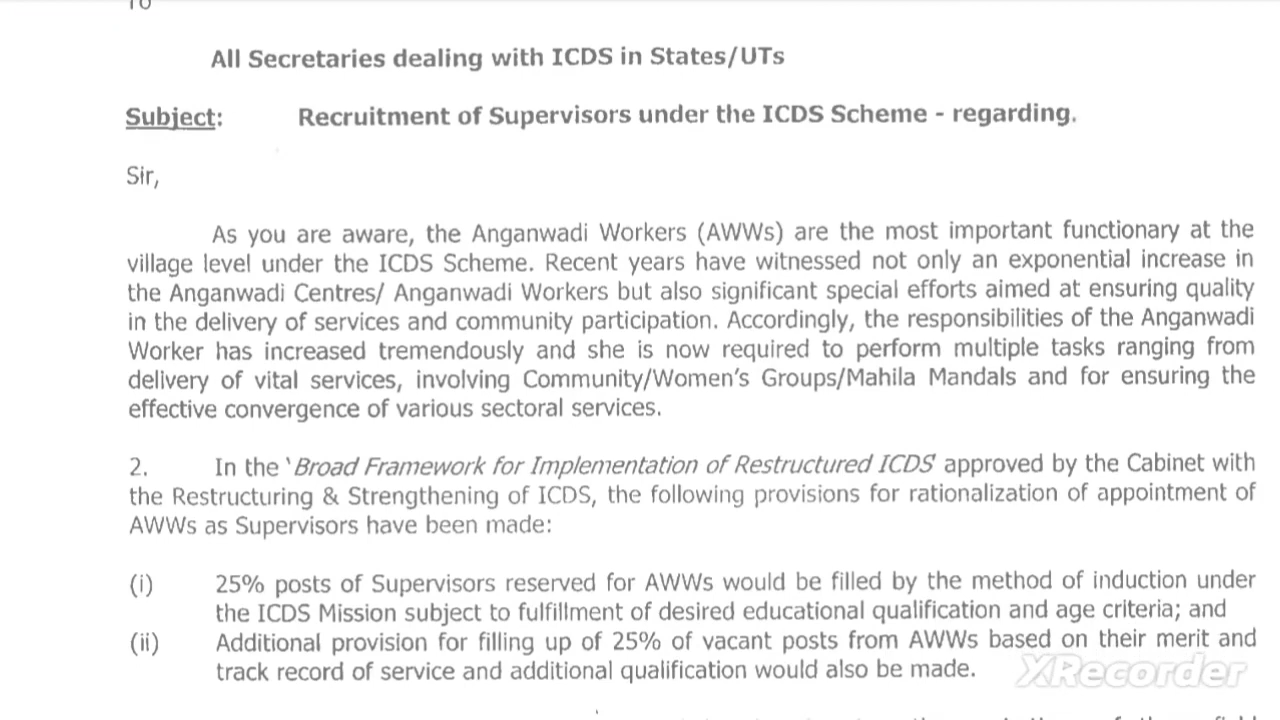 To
All Secretaries dealing with ICDS in States/UTs
Subject: Recruitment of Supervisors under the ICDS Scheme - regarding.
Sir,
As you are aware, the Anganwadi Workers (AWWs) are the most important functionary at the
village level under the ICDS Scheme. Recent years have witnessed not only an exponential increase in
the Anganwadi Centres/ Anganwadi Workers but also significant special efforts aimed at ensuring quality
in the delivery of services and community participation. Accordingly, the responsibilities of the Anganwadi
Worker has increased tremendously and she is now required to perform multiple tasks ranging from
delivery of vital services, involving Community/Women's Groups/Mahila Mandals and for ensuring the
effective convergence of various sectoral services.
2. In the 'Broad Framework for Implementation of Restructured ICDS' approved by the Cabinet with
the Restructuring & Strengthening of ICDS, the following provisions for rationalization of appointment of
AWWs as Supervisors have been made:
(i) 25% posts of Supervisors reserved for AWWs would be filled by the method of induction under
the ICDS Mission subject to fulfillment of desired educational qualification and age criteria; and
(ii) Additional provision for filling up of 25% of vacant posts from AWWs based on their merit and
track record of service and additional qualification would also be made.
XRecorder